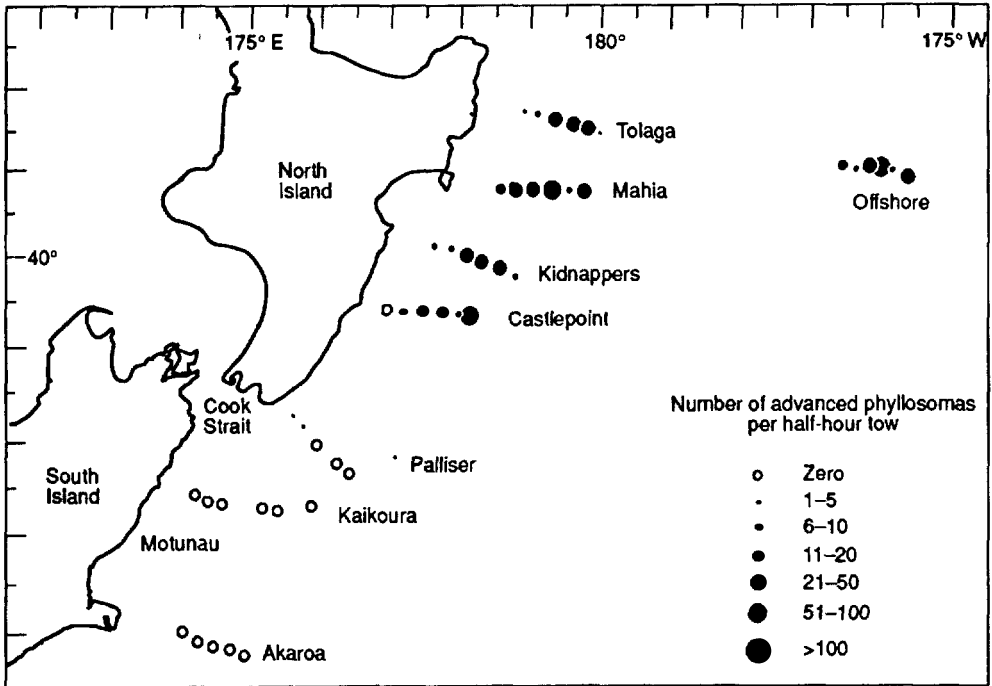 175° E
180°
175° W
Tolaga
North
Island
Mahia
Offshore
40°
Kidnappers
Castlepoint
Cook
Strait
Number of advanced phyllosomas
per half-hour tow
Palliser
South
Island
Zero
1–5
Kaikoura
6–10
Motunau
11–20
21–50
51–100
Akaroa
>100